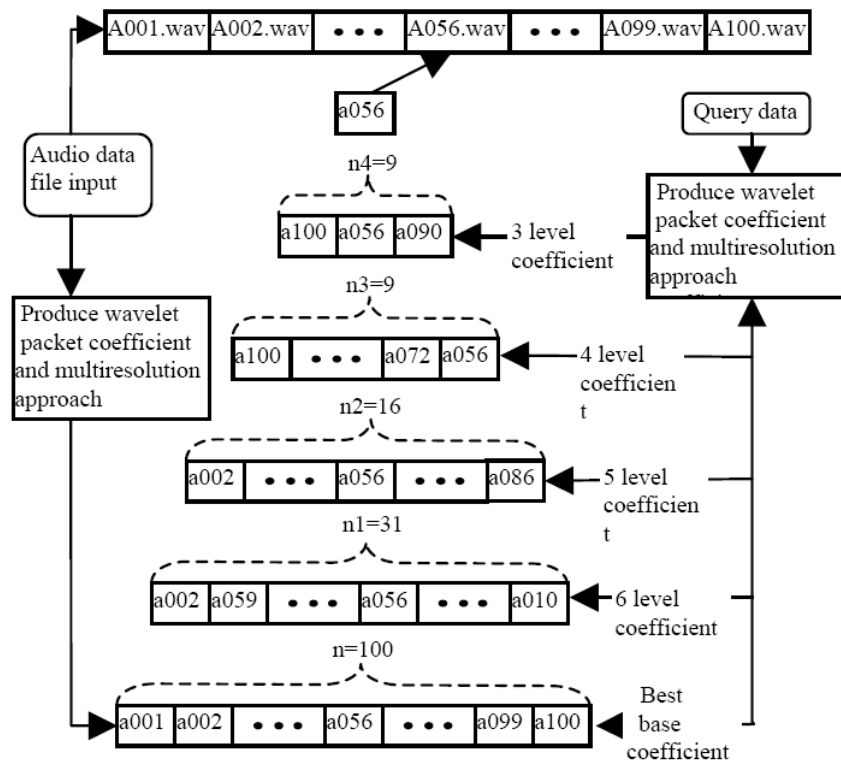 A001.wav A002.wav ••• A056.wav ••• A099.wav A100.wav
a056
Query data
Audio data
file input
n4=9
Produce wavelet
packet coefficient
and multiresolution
approach
a100 a056 a090
3 level
coefficient
n3=9
Produce wavelet
packet coefficient
and multiresolution
approach
a100 ••• a072 a056
4 level
coefficien
t
n2=16
a002 ••• a056 ••• a086
5 level
coefficien
t
n1=31
a002 a059 ••• a056 ••• a010
6 level
coefficient
n=100
a001 a002 ••• a056 ••• a099 a100
Best
base
coefficient